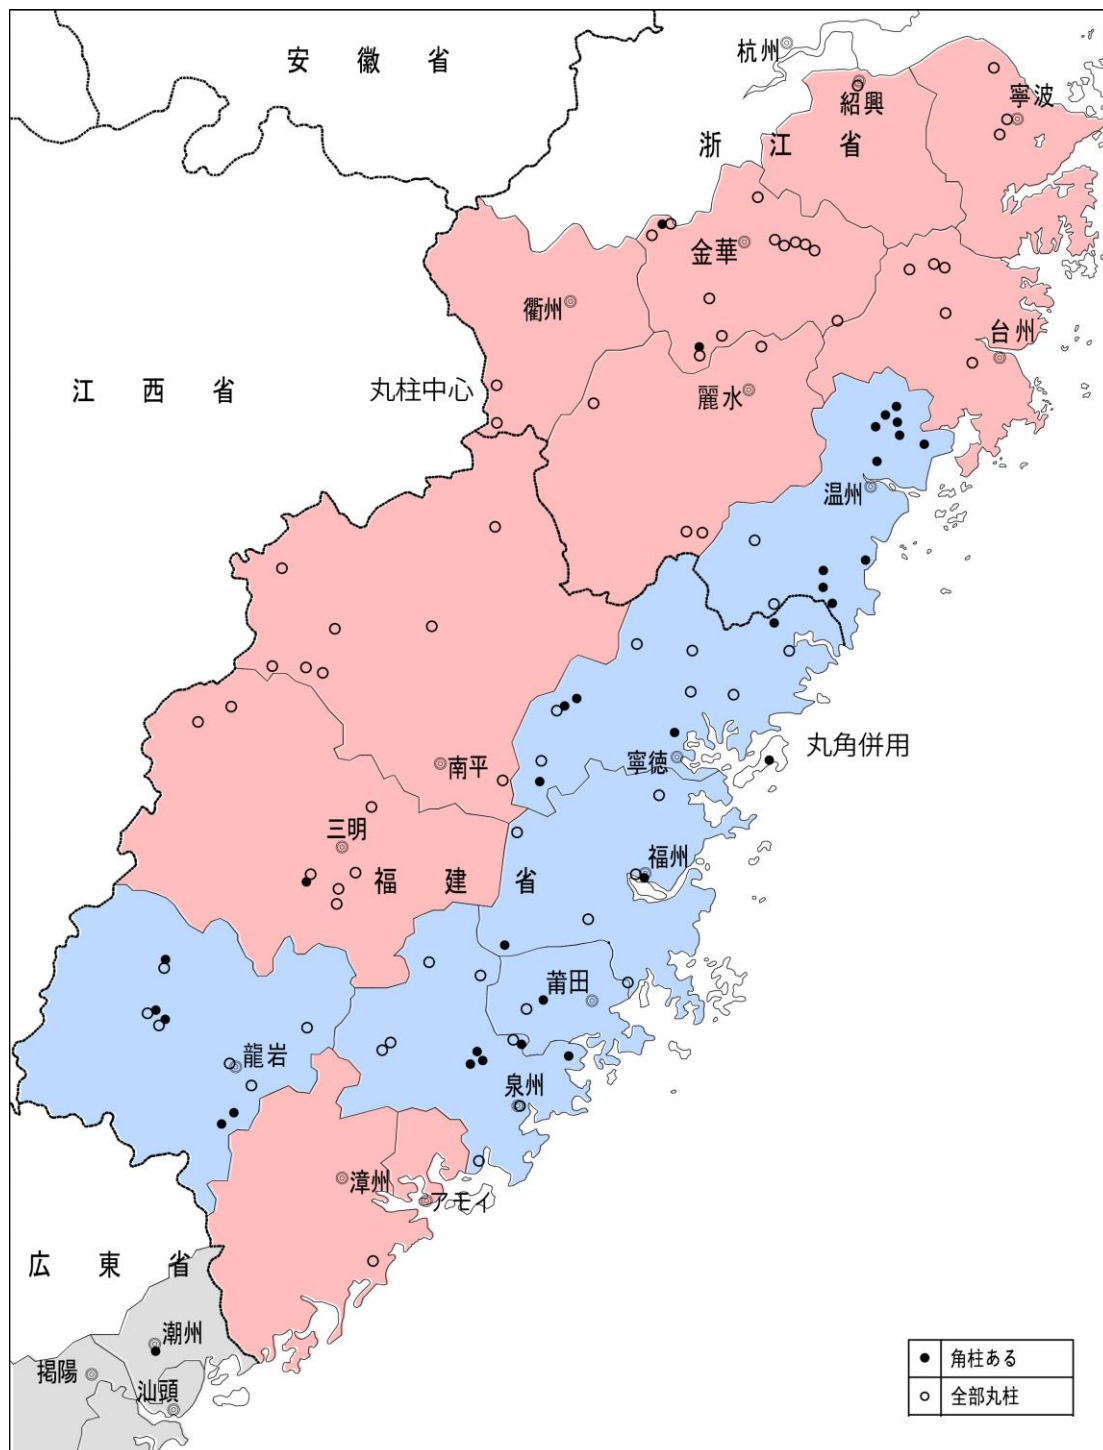 杭州
安徽省
紹興
寧波
浙江省
金華
衢州
台州
江西省
丸柱中心
麗水
温州
丸角併用
寧徳
南平
三明
福建省
福州
莆田
龍岩
泉州
漳州
アモイ
広東省
潮州
掲陽
汕頭
角柱ある
全部丸柱